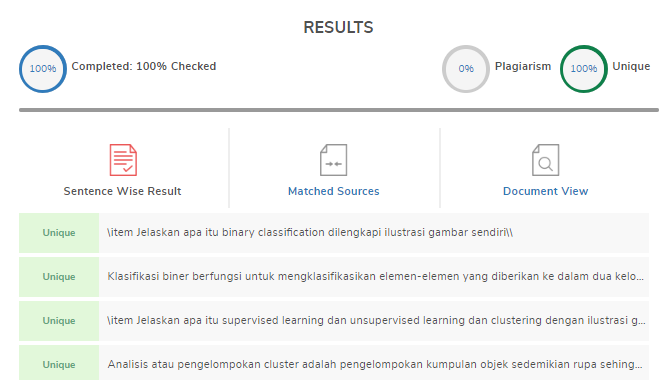 RESULTS
100% Completed: 100% Checked 0% Plagiarism 100% Unique
Sentence Wise Result Matched Sources Document View
Unique \item Jelaskan apa itu binary classification dilengkapi ilustrasi gambar sendiri\\
Unique Klasifikasi biner berfungsi untuk mengklasifikasikan elemen-elemen yang diberikan ke dalam dua kelo...
Unique \item Jelaskan apa itu supervised learning dan unsupervised learning dan clustering dengan ilustrasi g...
Unique Analisis atau pengelompokan cluster adalah pengelompokan kumpulan objek sedemikian rupa sehing...